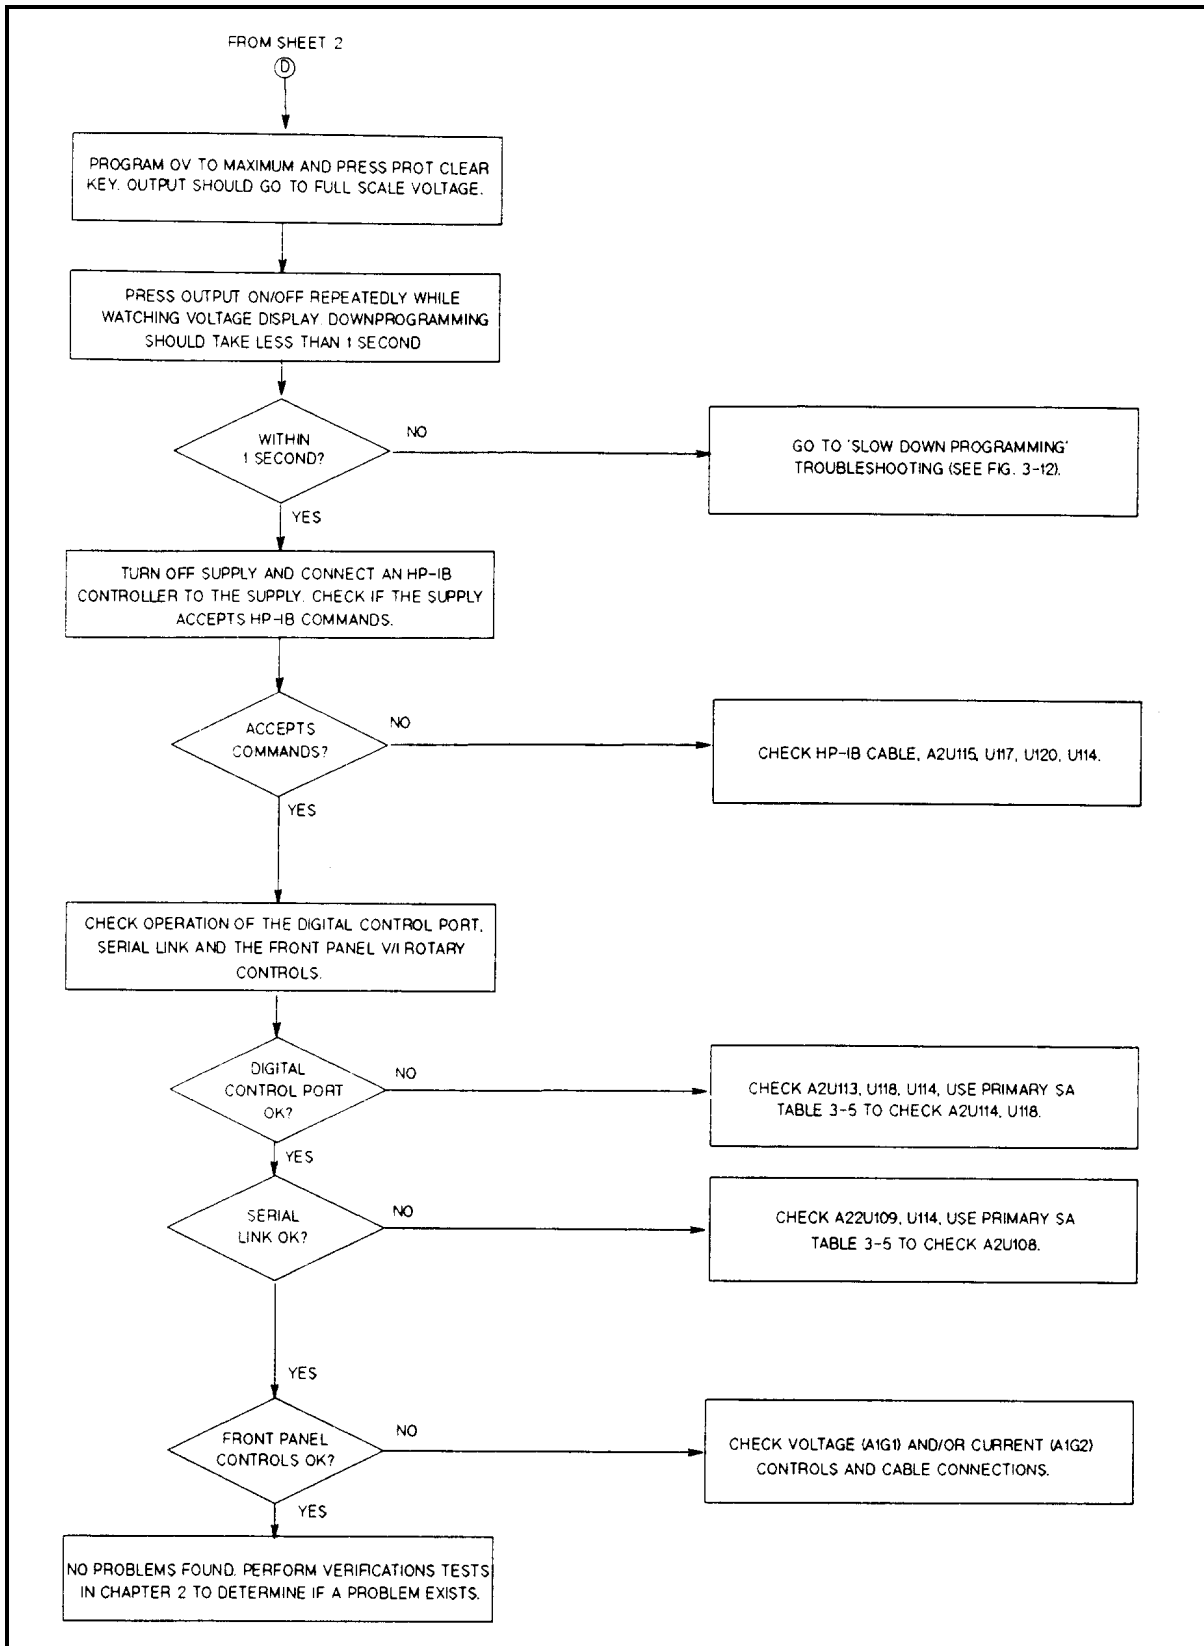 FROM SHEET 2
D
PROGRAM OV TO MAXIMUM AND PRESS PROT CLEAR
KEY. OUTPUT SHOULD GO TO FULL SCALE VOLTAGE.
PRESS OUTPUT ON/OFF REPEATEDLY WHILE
WATCHING VOLTAGE DISPLAY. DOWNPROGRAMMING
SHOULD TAKE LESS THAN 1 SECOND
WITHIN
1 SECOND?
NO
GO TO 'SLOW DOWN PROGRAMMING'
TROUBLESHOOTING (SEE FIG. 3-12).
YES
TURN OFF SUPPLY AND CONNECT AN HP-IB
CONTROLLER TO THE SUPPLY. CHECK IF THE SUPPLY
ACCEPTS HP-IB COMMANDS.
ACCEPTS
COMMANDS?
NO
CHECK HP-IB CABLE, A2U115, U117, U120, U114.
YES
CHECK OPERATION OF THE DIGITAL CONTROL PORT,
SERIAL LINK AND THE FRONT PANEL V/I ROTARY
CONTROLS.
DIGITAL
CONTROL PORT
OK?
NO
CHECK A2U113, U118, U114, USE PRIMARY SA
TABLE 3-5 TO CHECK A2U114, U118.
YES
SERIAL
LINK OK?
NO
CHECK A22U109, U114, USE PRIMARY SA
TABLE 3-5 TO CHECK A2U108.
YES
FRONT PANEL
CONTROLS OK?
NO
CHECK VOLTAGE (A1G1) AND/OR CURRENT (A1G2)
CONTROLS AND CABLE CONNECTIONS.
YES
NO PROBLEMS FOUND. PERFORM VERIFICATIONS TESTS
IN CHAPTER 2 TO DETERMINE IF A PROBLEM EXISTS.